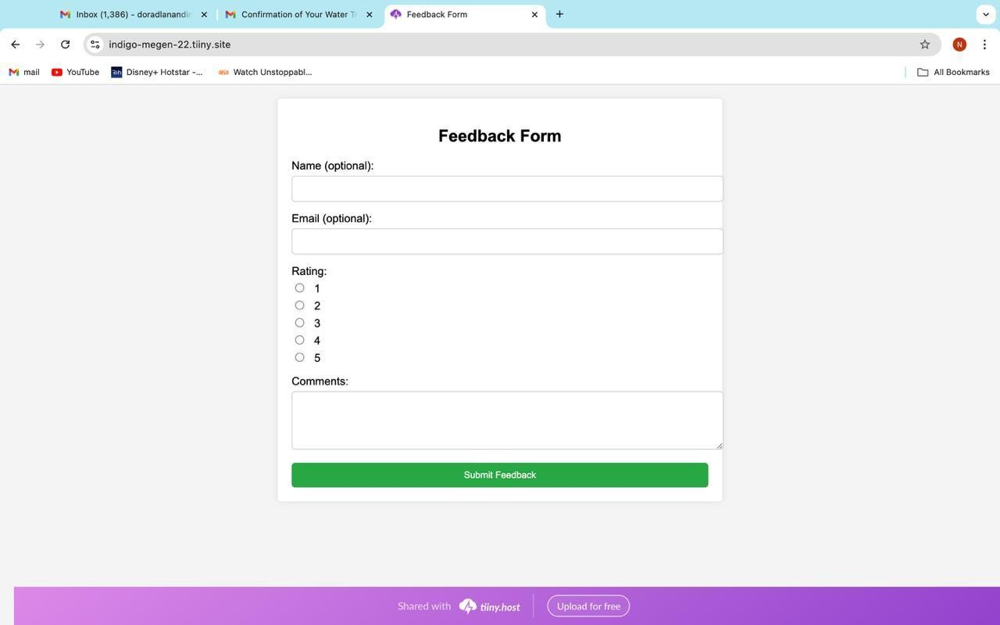 Inbox (1,386) - doradlanandin
Confirmation of Your Water Tr
Feedback Form
indigo-megen-22.tiiny.site
N
mail
YouTube
Disney+ Hotstar -...
Watch Unstoppabl...
All Bookmarks
Feedback Form
Name (optional):
Email (optional):
Rating:
1
2
3
4
5
Comments:
Submit Feedback
Shared with tiiny.host
Upload for free